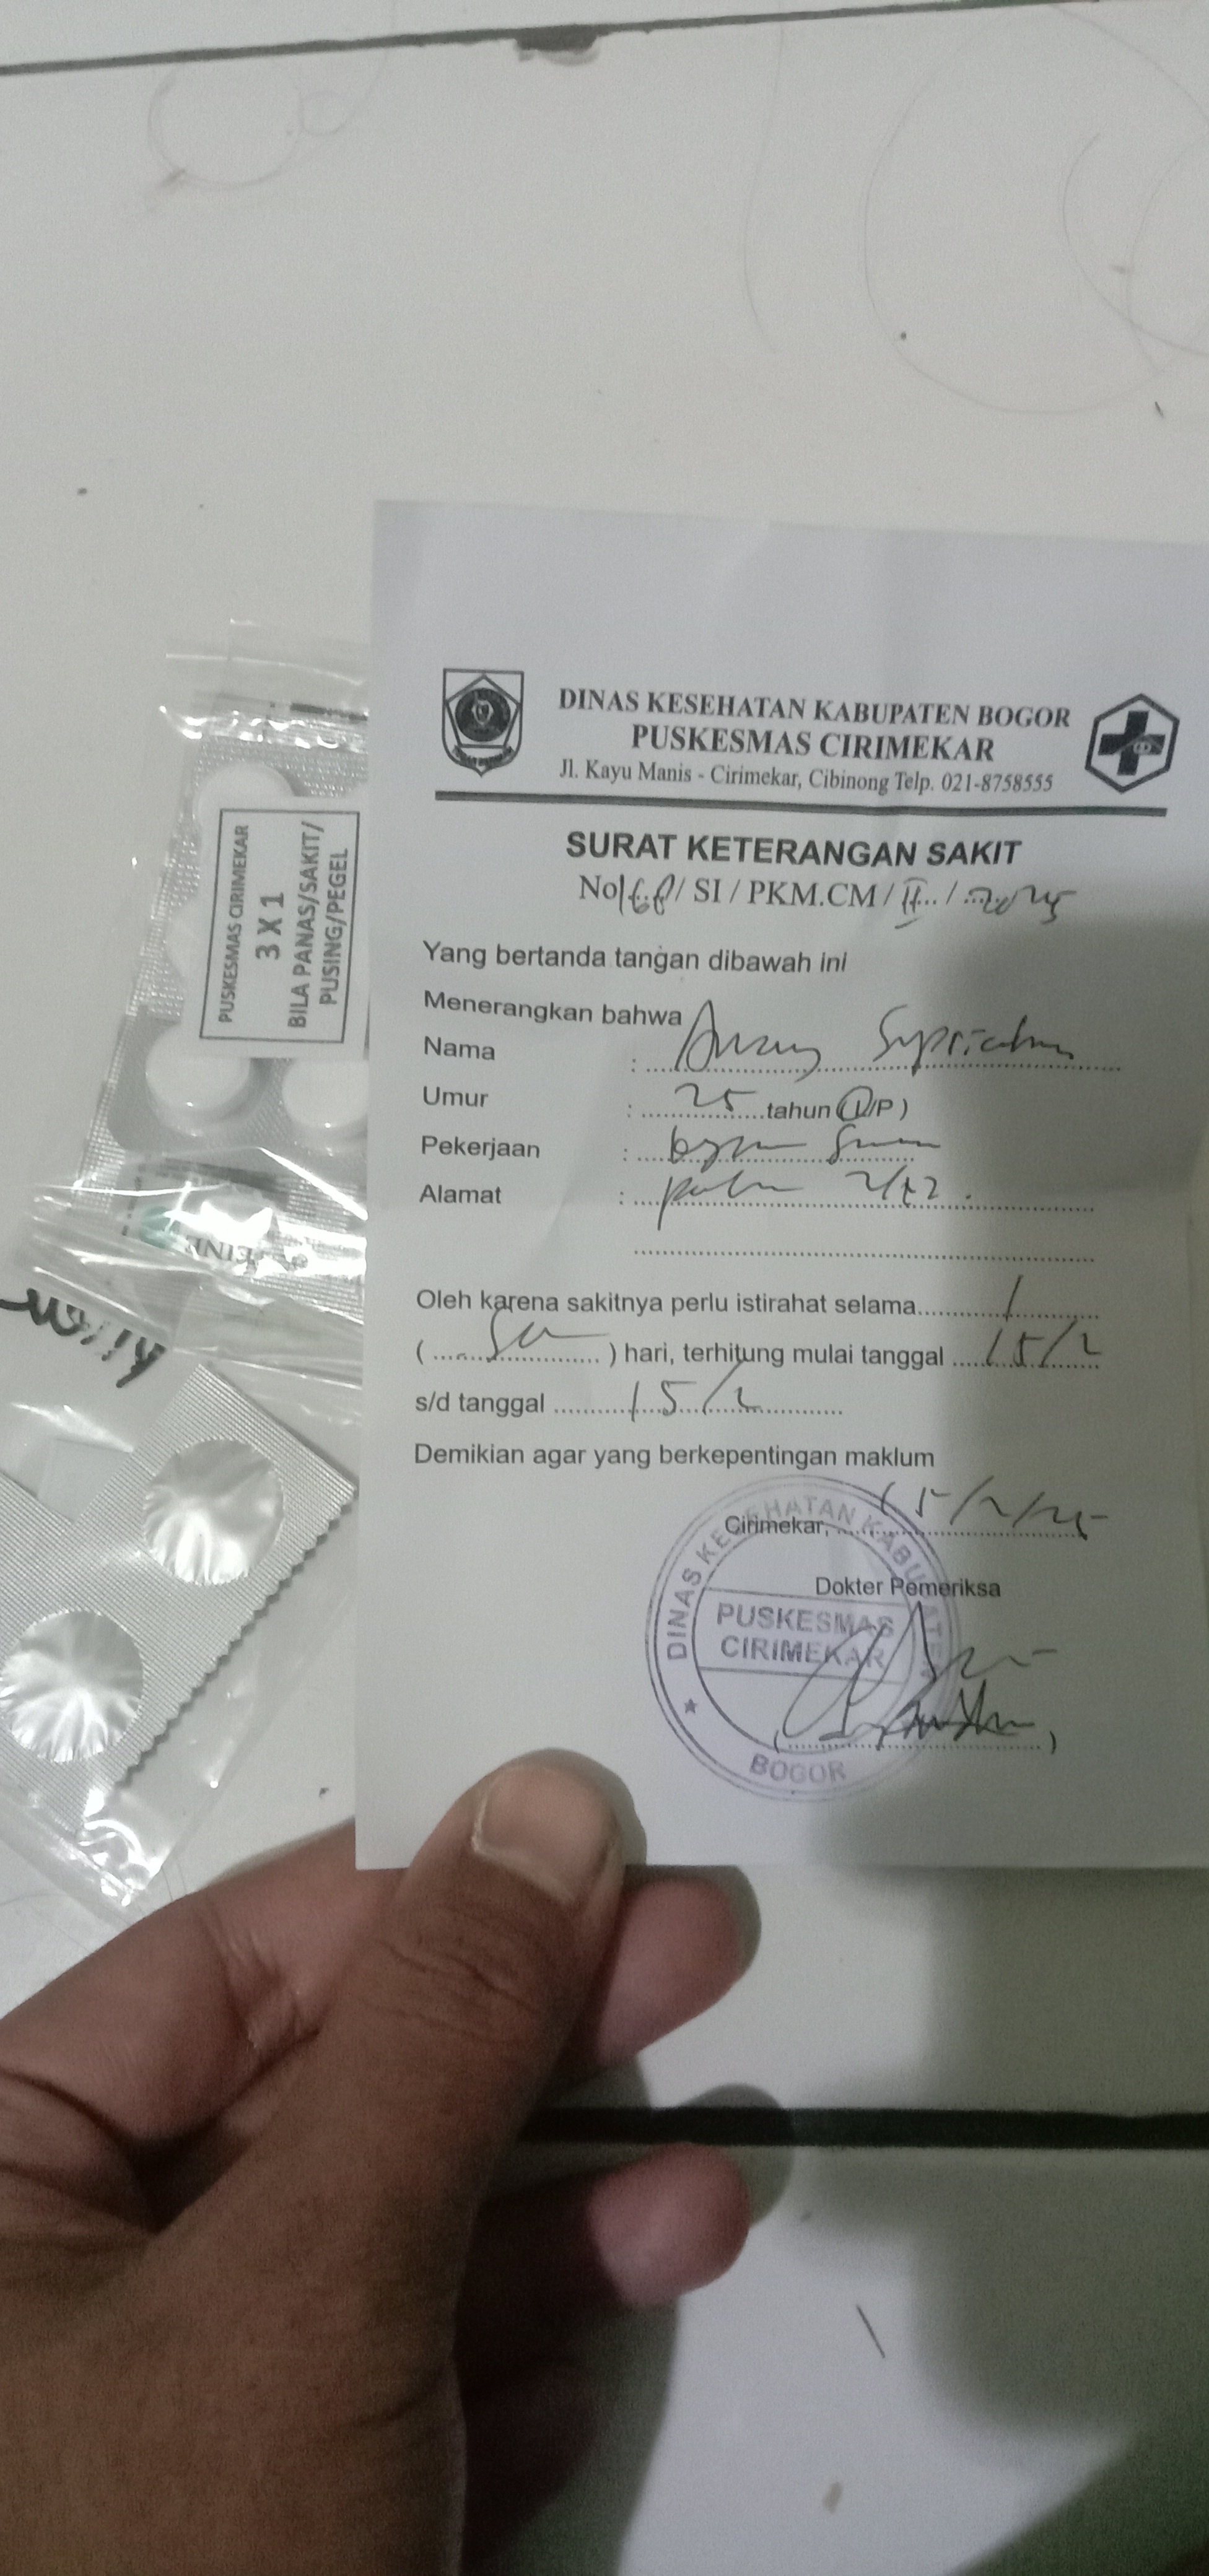 DINAS KESEHATAN KABUPATEN BOGOR
PUSKESMAS CIRIMEKAR
Jl. Kayu Manis - Cirimekar, Cibinong Telp. 021-8758555
SURAT KETERANGAN SAKIT
No / SI / PKM.CM / II / 2025
Yang bertanda tangan dibawah ini
Menerangkan bahwa
Nama :
Umur : 25 tahun (L/P)
Pekerjaan :
Alamat :
Oleh karena sakitnya perlu istirahat selama 1
( ) hari, terhitung mulai tanggal 15/2
s/d tanggal 15/2
Demikian agar yang berkepentingan maklum
Cirimekar, 15/2/25
Dokter Pemeriksa
DINAS KESEHATAN KABUPATEN
PUSKESMAS
CIRIMEKAR
BOGOR
PUSKESMAS CIRIMEKAR
3 X 1
BILA PANAS/SAKIT/
PUSING/PEGEL